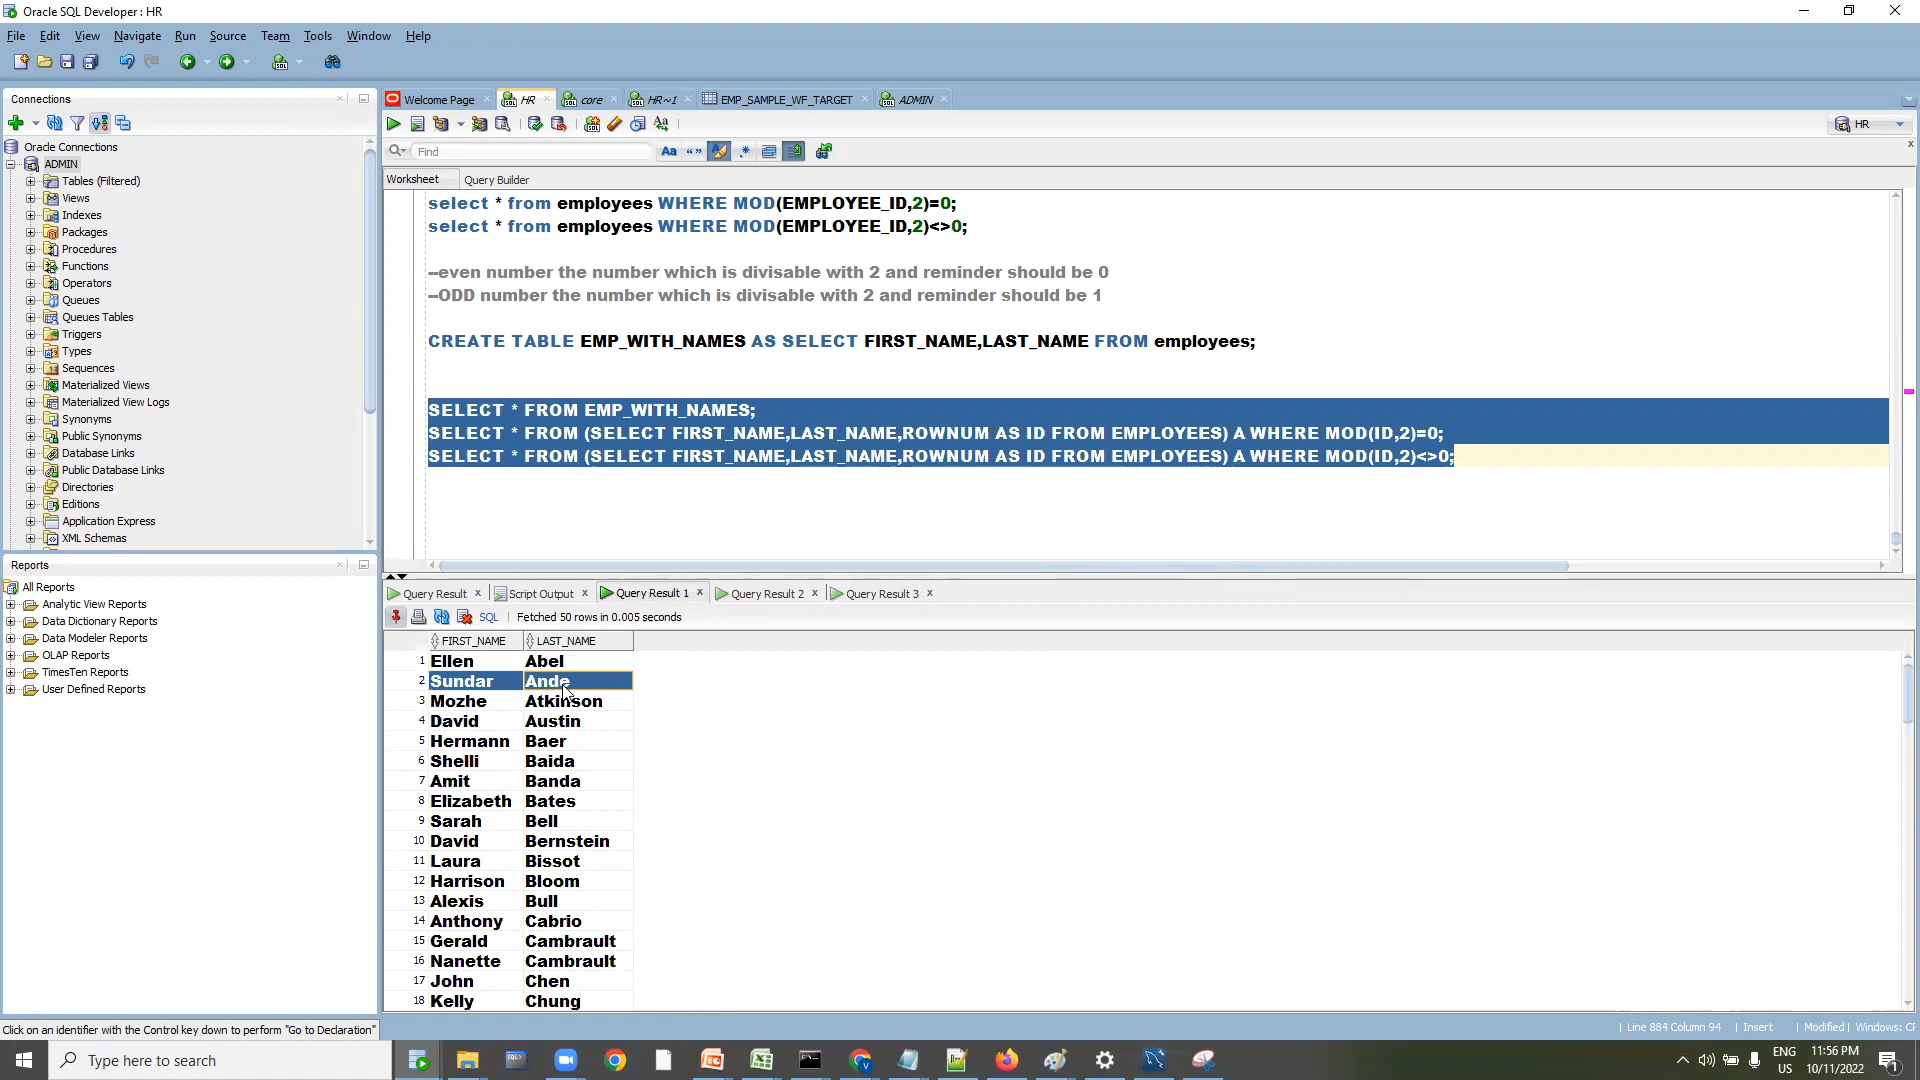 Oracle SQL Developer : HR
File Edit View Navigate Run Source Team Tools Window Help
Connections
Oracle Connections
ADMIN
Tables (Filtered)
Views
Indexes
Packages
Procedures
Functions
Operators
Queues
Queues Tables
Triggers
Types
Sequences
Materialized Views
Materialized View Logs
Synonyms
Public Synonyms
Database Links
Public Database Links
Directories
Editions
Application Express
XML Schemas
Reports
All Reports
Analytic View Reports
Data Dictionary Reports
Data Modeler Reports
OLAP Reports
TimesTen Reports
User Defined Reports
Welcome Page HR core HR~1 EMP_SAMPLE_WF_TARGET ADMIN
HR
Find
Worksheet Query Builder
select * from employees WHERE MOD(EMPLOYEE_ID,2)=0;
select * from employees WHERE MOD(EMPLOYEE_ID,2)<>0;
--even number the number which is divisable with 2 and reminder should be 0
--ODD number the number which is divisable with 2 and reminder should be 1
CREATE TABLE EMP_WITH_NAMES AS SELECT FIRST_NAME,LAST_NAME FROM employees;
SELECT * FROM EMP_WITH_NAMES;
SELECT * FROM (SELECT FIRST_NAME,LAST_NAME,ROWNUM AS ID FROM EMPLOYEES) A WHERE MOD(ID,2)=0;
SELECT * FROM (SELECT FIRST_NAME,LAST_NAME,ROWNUM AS ID FROM EMPLOYEES) A WHERE MOD(ID,2)<>0;
Query Result Script Output Query Result 1 Query Result 2 Query Result 3
SQL Fetched 50 rows in 0.005 seconds
FIRST_NAME LAST_NAME
1 Ellen Abel
2 Sundar Ande
3 Mozhe Atkinson
4 David Austin
5 Hermann Baer
6 Shelli Baida
7 Amit Banda
8 Elizabeth Bates
9 Sarah Bell
10 David Bernstein
11 Laura Bissot
12 Harrison Bloom
13 Alexis Bull
14 Anthony Cabrio
15 Gerald Cambrault
16 Nanette Cambrault
17 John Chen
18 Kelly Chung
Click on an identifier with the Control key down to perform "Go to Declaration"
Line 884 Column 94 Insert Modified Windows: CF
Type here to search
ENG
US
11:56 PM
10/11/2022
1